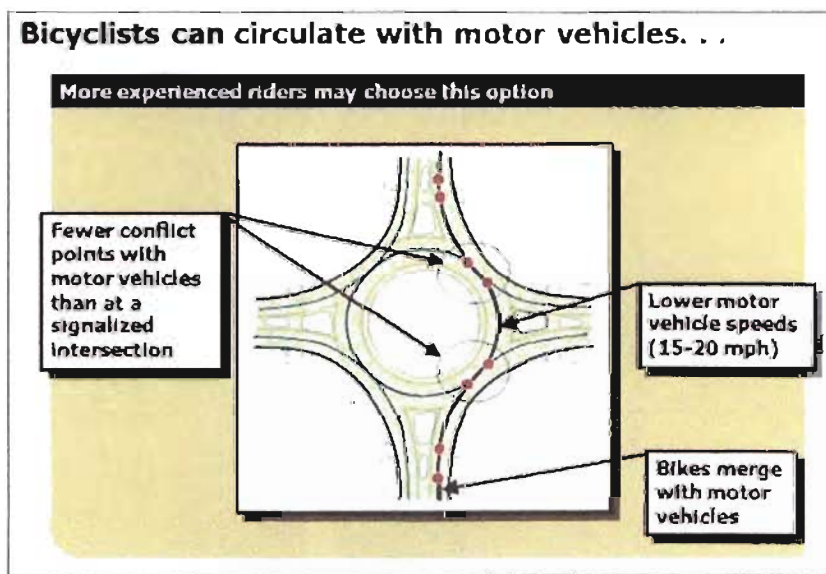 Bicyclists can circulate with motor vehicles. . .
More experienced riders may choose this option
Fewer conflict
points with
motor vehicles
than at a
signalized
intersection
Lower motor
vehicle speeds
(15-20 mph)
Bikes merge
with motor
vehicles